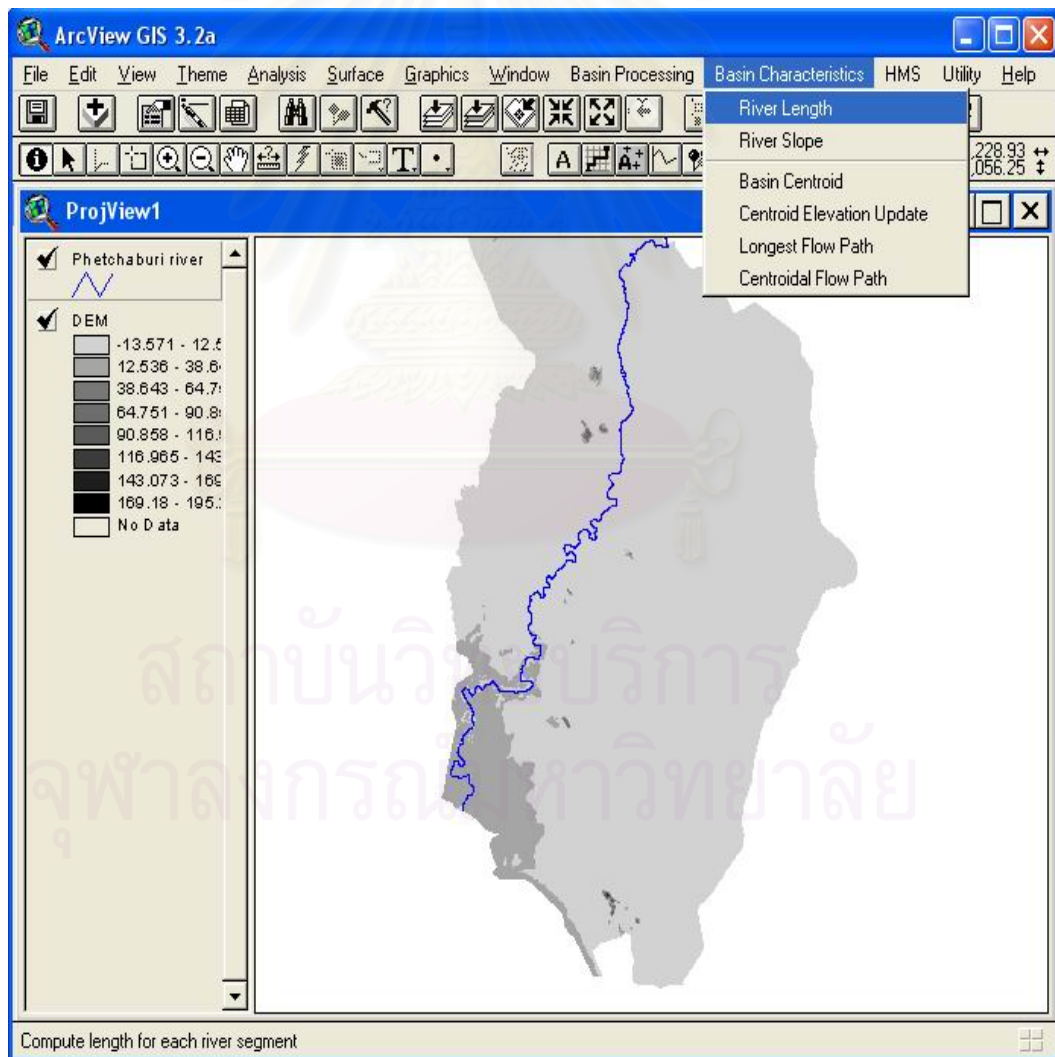 ArcView GIS 3.2a
File Edit View Theme Analysis Surface Graphics Window Basin Processing Basin Characteristics HMS Utility Help
River Length
River Slope
Basin Centroid
Centroid Elevation Update
Longest Flow Path
Centroidal Flow Path
228.93
056.25
ProjView1
Phetchaburi river
DEM
-13.571 - 12.5
12.536 - 38.6
38.643 - 64.7
64.751 - 90.8
90.858 - 116.
116.965 - 143
143.073 - 169
169.18 - 195.
No Data
สถาบันวิทยบริการ
จุฬาลงกรณ์มหาวิทยาลัย
Compute length for each river segment